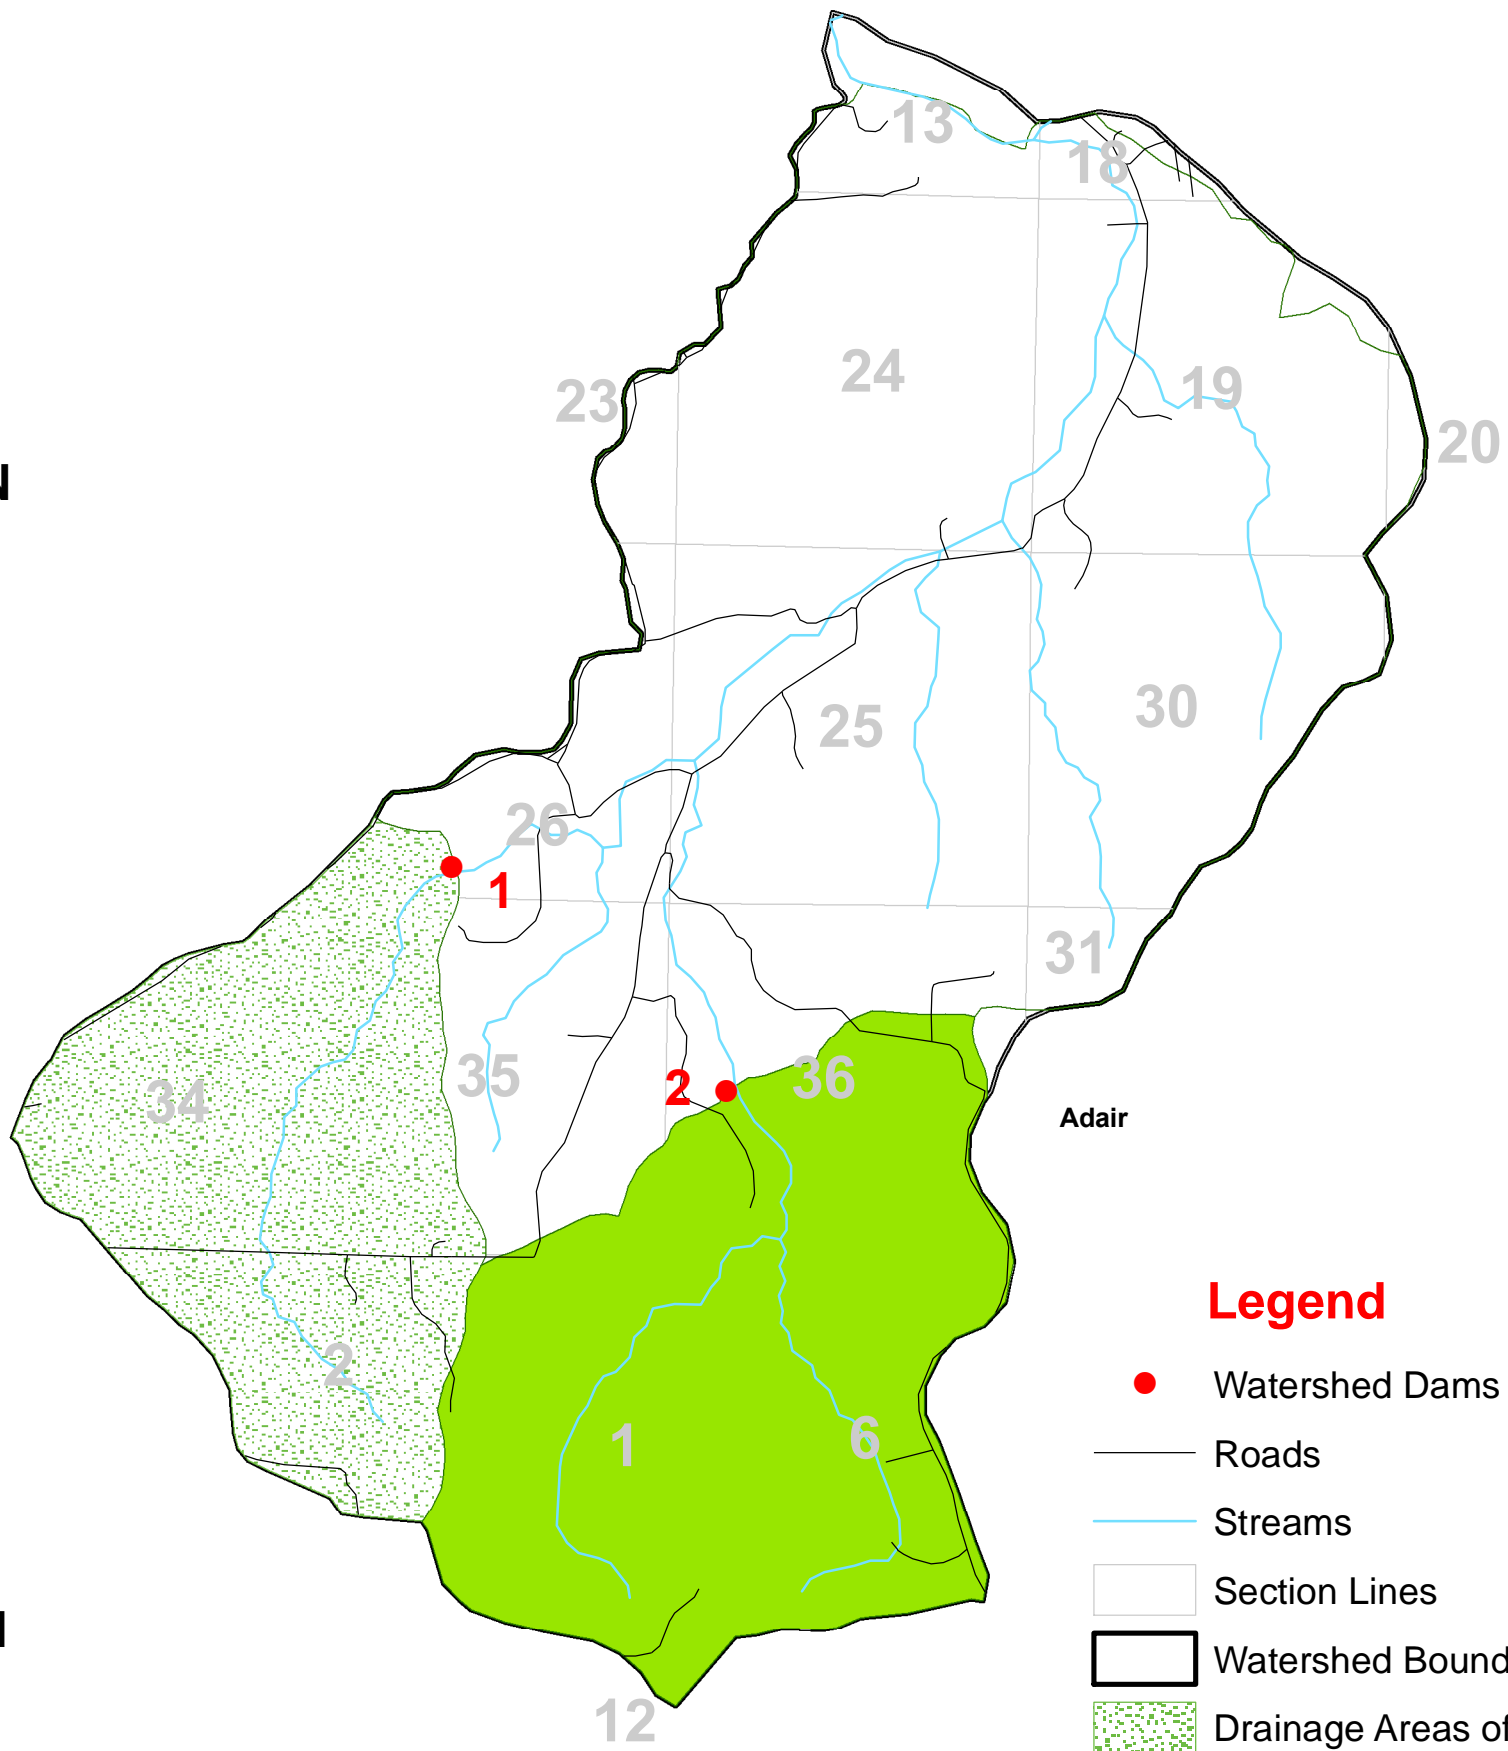 13
18
24
19
23
20
N
25
30
26
1
31
35
36
34
2
Adair
Legend
2
Watershed Dams
1
6
Roads
Streams
Section Lines
Watershed Bound
12
Drainage Areas of